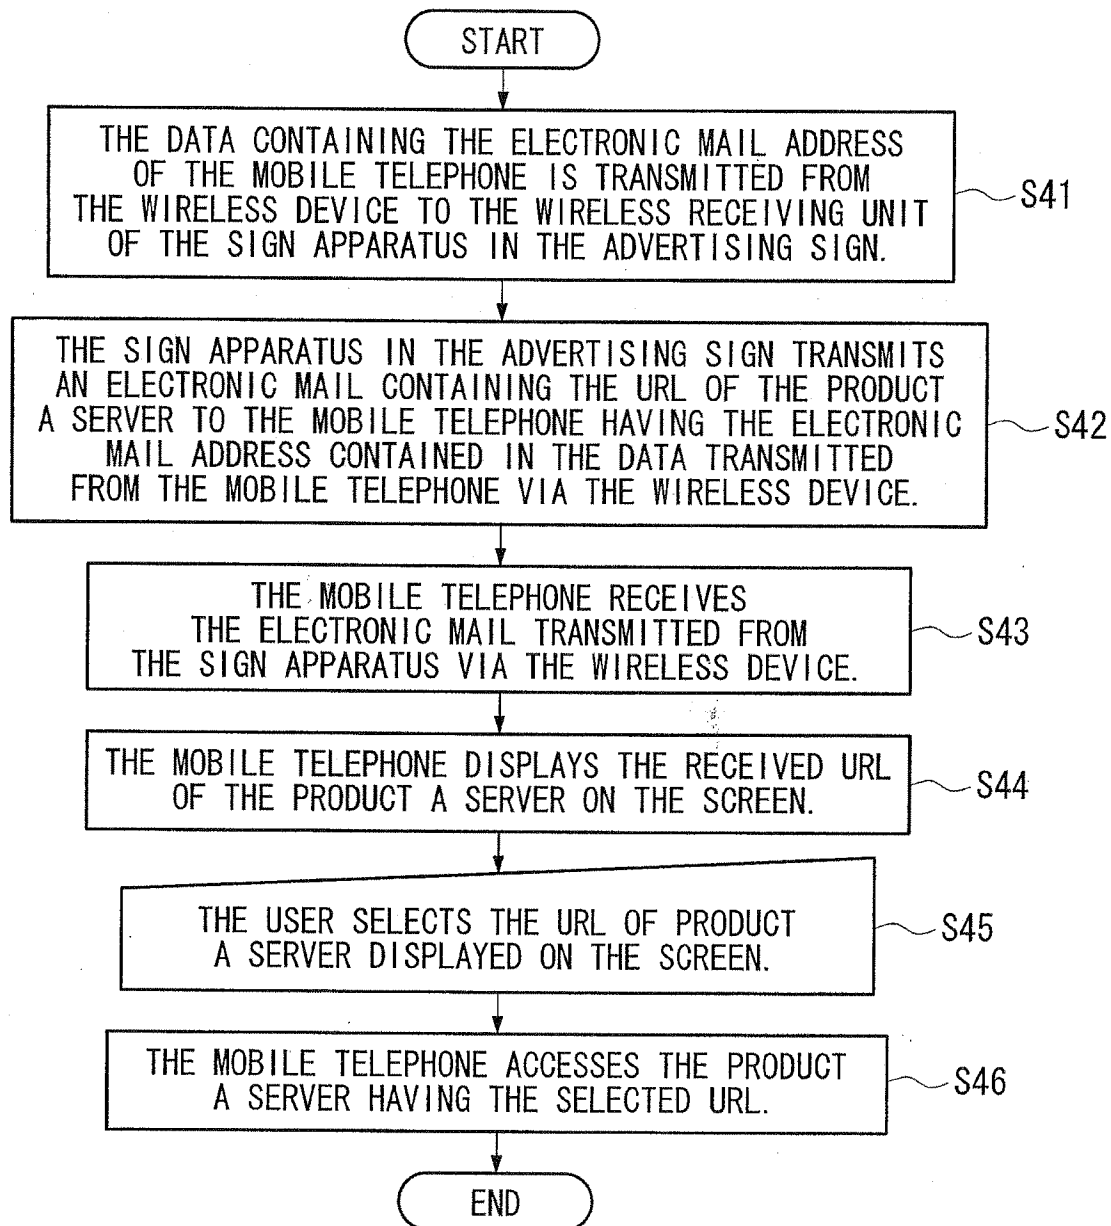 START
THE DATA CONTAINING THE ELECTRONIC MAIL ADDRESS
OF THE MOBILE TELEPHONE IS TRANSMITTED FROM
THE WIRELESS DEVICE TO THE WIRELESS RECEIVING UNIT
OF THE SIGN APPARATUS IN THE ADVERTISING SIGN.
S41
THE SIGN APPARATUS IN THE ADVERTISING SIGN TRANSMITS
AN ELECTRONIC MAIL CONTAINING THE URL OF THE PRODUCT
A SERVER TO THE MOBILE TELEPHONE HAVING THE ELECTRONIC
MAIL ADDRESS CONTAINED IN THE DATA TRANSMITTED
FROM THE MOBILE TELEPHONE VIA THE WIRELESS DEVICE.
S42
THE MOBILE TELEPHONE RECEIVES
THE ELECTRONIC MAIL TRANSMITTED FROM
THE SIGN APPARATUS VIA THE WIRELESS DEVICE.
S43
THE MOBILE TELEPHONE DISPLAYS THE RECEIVED URL
OF THE PRODUCT A SERVER ON THE SCREEN.
S44
THE USER SELECTS THE URL OF PRODUCT
A SERVER DISPLAYED ON THE SCREEN.
S45
THE MOBILE TELEPHONE ACCESSES THE PRODUCT
A SERVER HAVING THE SELECTED URL.
S46
END